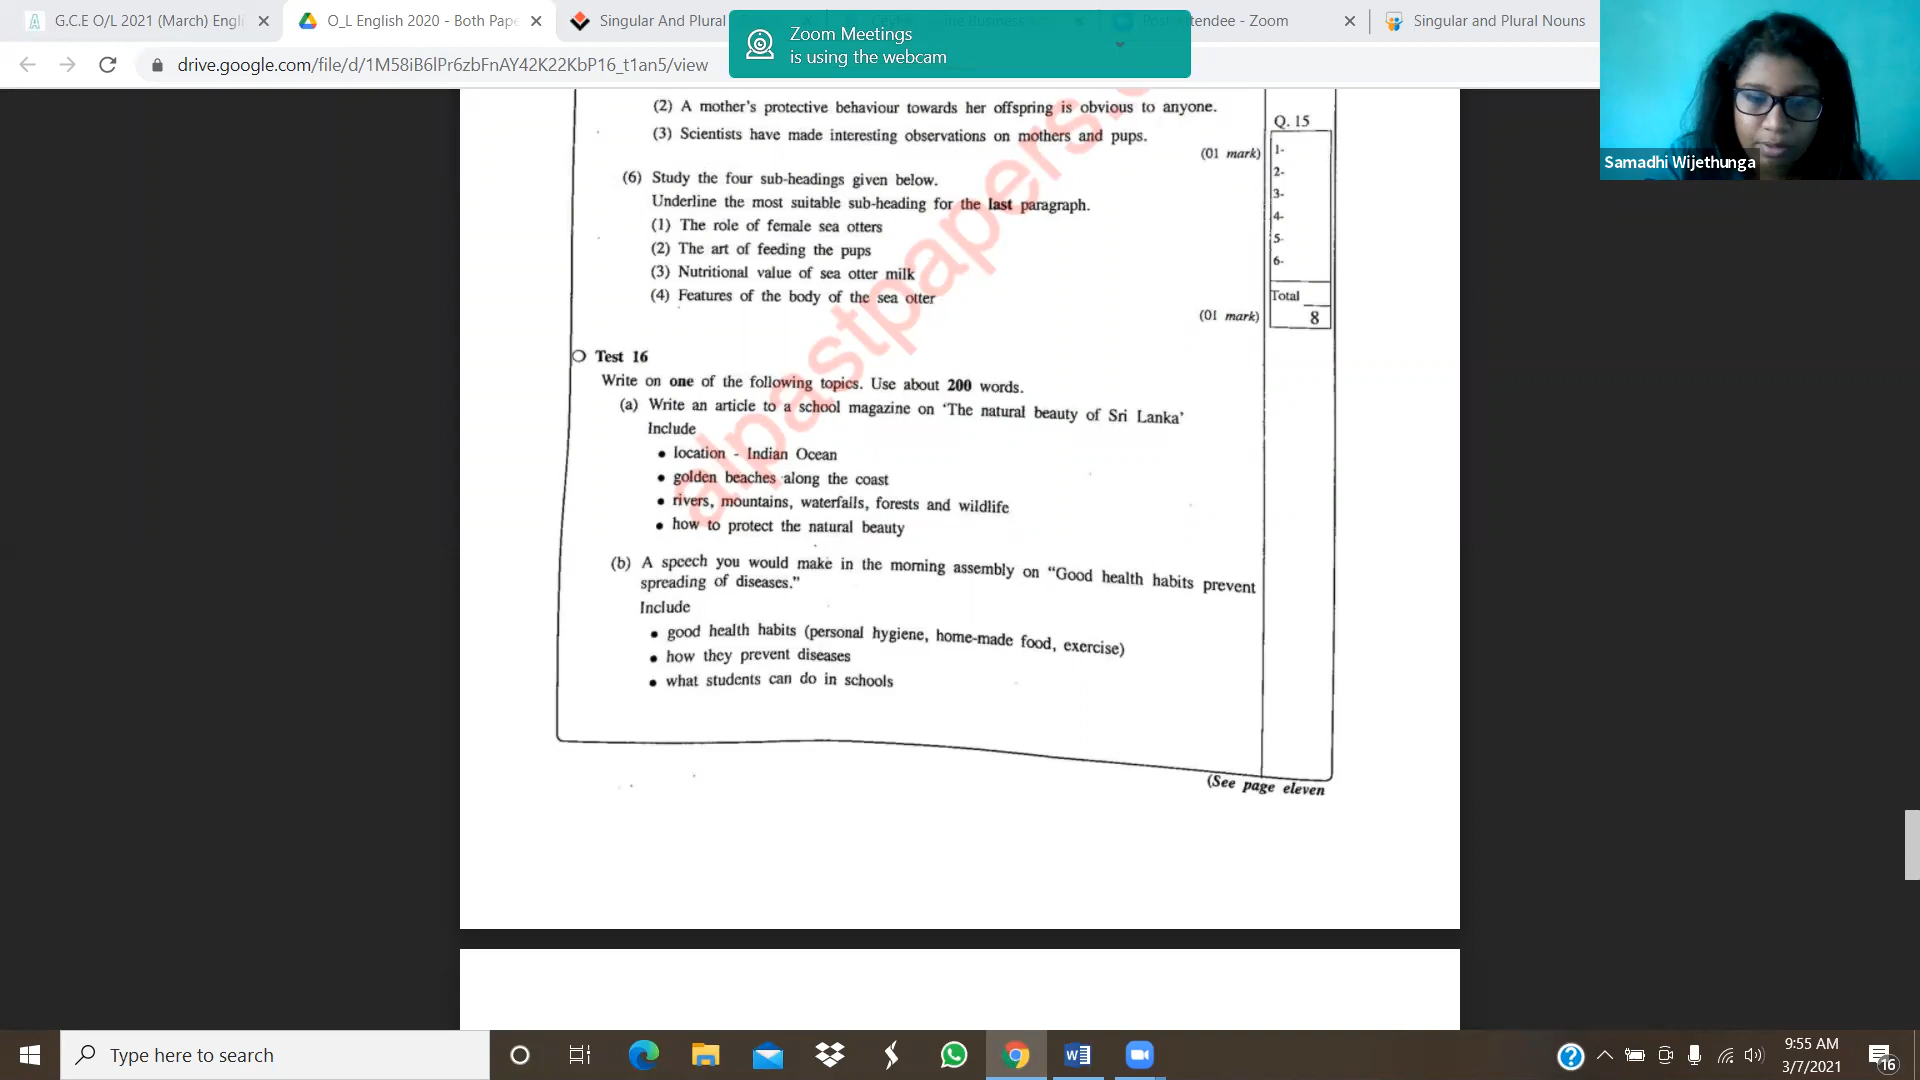 G.C.E O/L 2021 (March) Engli
O_L English 2020 - Both Pape
Singular And Plural
Attendee - Zoom
Singular and Plural Nouns
Zoom Meetings
is using the webcam
drive.google.com/file/d/1M58iB6lPr6zbFnAY42K22KbP16_t1an5/view
Samadhi Wijethunga
(2) A mother's protective behaviour towards her offspring is obvious to anyone.
(3) Scientists have made interesting observations on mothers and pups.
(01 mark)
Q. 15
1-
2-
3-
4-
5-
6-
Total
8
(6) Study the four sub-headings given below.
Underline the most suitable sub-heading for the last paragraph.
(1) The role of female sea otters
(2) The art of feeding the pups
(3) Nutritional value of sea otter milk
(4) Features of the body of the sea otter
(01 mark)
alpastpapers.
Test 16
Write on one of the following topics. Use about 200 words.
(a) Write an article to a school magazine on 'The natural beauty of Sri Lanka'
Include
• location - Indian Ocean
• golden beaches along the coast
• rivers, mountains, waterfalls, forests and wildlife
• how to protect the natural beauty
(b) A speech you would make in the morning assembly on "Good health habits prevent
spreading of diseases."
Include
• good health habits (personal hygiene, home-made food, exercise)
• how they prevent diseases
• what students can do in schools
(See page eleven
Type here to search
9:55 AM
3/7/2021
16